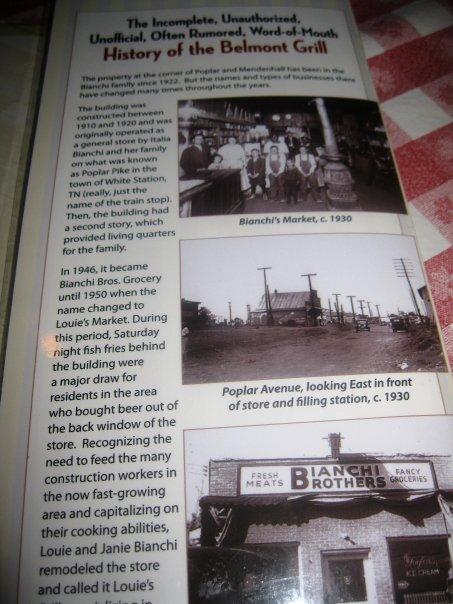 The Incomplete, Unauthorized,
Unofficial, Often Rumored, Word-of-Mouth
History of the Belmont Grill
The property at the corner of Poplar and Mendenhall has been in the
Bianchi family since 1922. But the names and types of businesses there
have changed many times throughout the years.
The building was
constructed between
1910 and 1920 and was
originally operated as
a general store by Italia
Bianchi and her family
on what was known
as Poplar Pike in the
town of White Station,
TN (really, just the
name of the train stop).
Then, the building had
a second story, which
provided living quarters
for the family.
Bianchi's Market, c. 1930
In 1946, it became
Bianchi Bros. Grocery
until 1950 when the
name changed to
Louie's Market. During
this period, Saturday
night fish fries behind
the building were
a major draw for
residents in the area
who bought beer out of
the back window of the
store. Recognizing the
need to feed the many
construction workers in
the now fast-growing
area and capitalizing on
their cooking abilities,
Louie and Janie Bianchi
remodeled the store
and called it Louie's
Poplar Avenue, looking East in front
of store and filling station, c. 1930
FRESH
MEATS
BIANCHI
BROTHERS
FANCY
GROCERIES
ICE CREAM